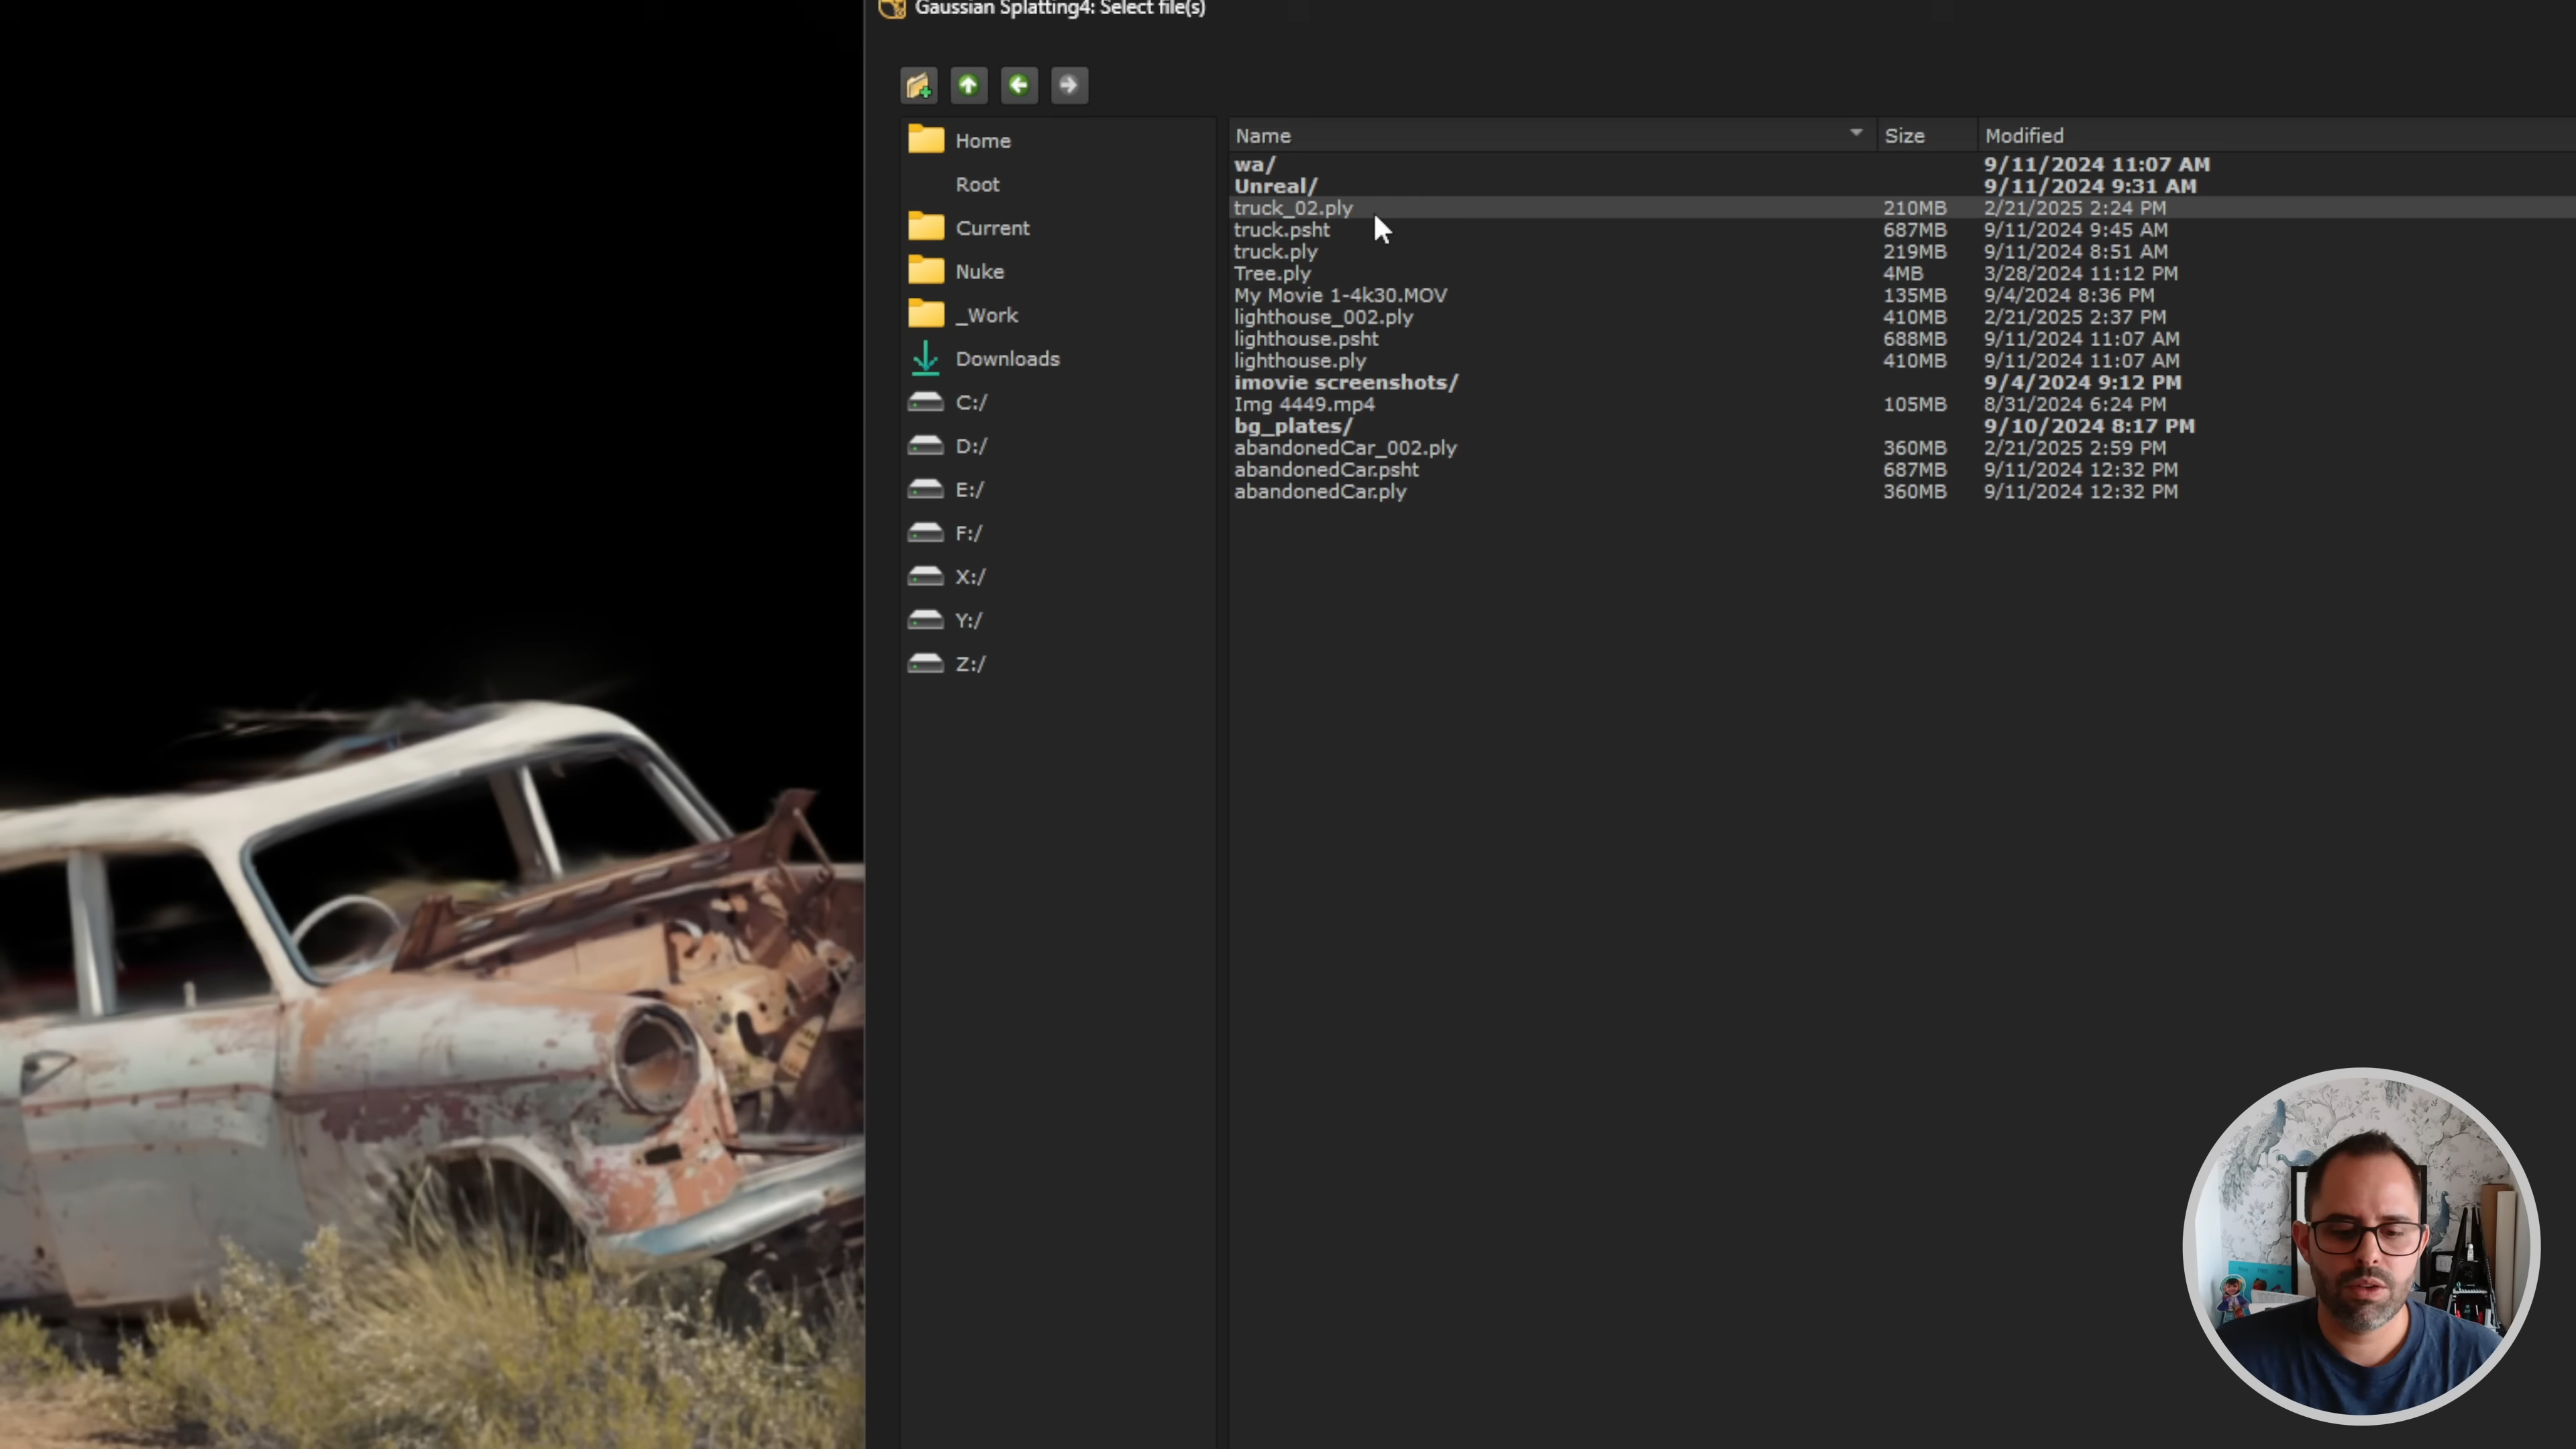 Gaussian Splatting4: Select file(s)
Home
Root
Current
Nuke
_Work
Downloads
C:/
D:/
E:/
F:/
X:/
Y:/
Z:/
Name Size Modified
wa/ 9/11/2024 11:07 AM
Unreal/ 9/11/2024 9:31 AM
truck_02.ply 210MB 2/21/2025 2:24 PM
truck.psht 687MB 9/11/2024 9:45 AM
truck.ply 219MB 9/11/2024 8:51 AM
Tree.ply 4MB 3/28/2024 11:12 PM
My Movie 1-4k30.MOV 135MB 9/4/2024 8:36 PM
lighthouse_002.ply 410MB 2/21/2025 2:37 PM
lighthouse.psht 688MB 9/11/2024 11:07 AM
lighthouse.ply 410MB 9/11/2024 11:07 AM
imovie screenshots/ 9/4/2024 9:12 PM
Img 4449.mp4 105MB 8/31/2024 6:24 PM
bg_plates/ 9/10/2024 8:17 PM
abandonedCar_002.ply 360MB 2/21/2025 2:59 PM
abandonedCar.psht 687MB 9/11/2024 12:32 PM
abandonedCar.ply 360MB 9/11/2024 12:32 PM